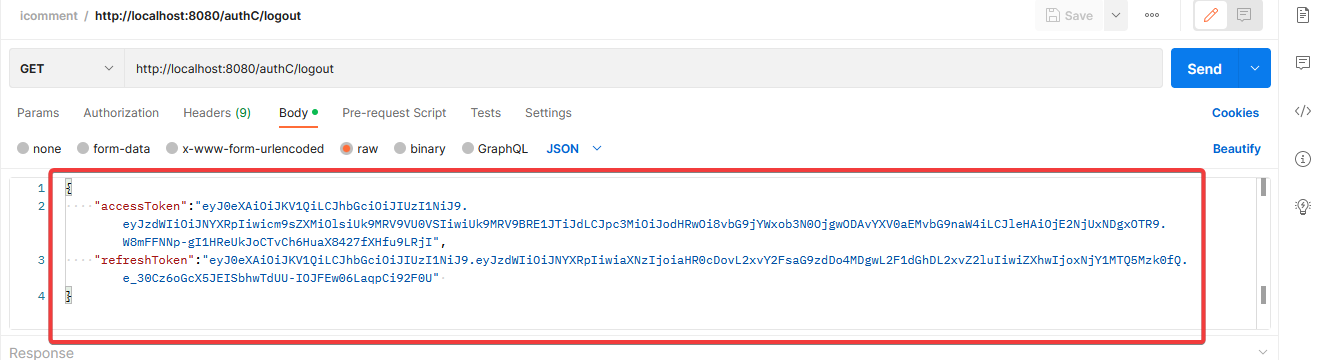 icomment / http://localhost:8080/authC/logout
Save
GET
http://localhost:8080/authC/logout
Send
Params Authorization Headers (9) Body Pre-request Script Tests Settings Cookies
none form-data x-www-form-urlencoded raw binary GraphQL JSON Beautify
1 {
2 "accessToken":"eyJ0eXAiOiJKV1QiLCJhbGciOiJIUzI1NiJ9.
eyJzdWIiOiJNYXRpIiwicm9sZXMiOlsiUk9MRV9VU0VSIiwiUk9MRV9BRE1JTiJdLCJpc3MiOiJodHRwOi8vbG9jYWxob3N0OjgwODAvYXV0aEMvbG9naW4iLCJleHAiOjE2NjUxNDgxOTR9.
W8mFFNNp-gI1HReUkJoCTvCh6HuaX8427fXHfu9LRjI",
3 "refreshToken":"eyJ0eXAiOiJKV1QiLCJhbGciOiJIUzI1NiJ9.eyJzdWIiOiJNYXRpIiwiaXNzIjoiaHR0cDovL2xvY2FsaG9zdDo4MDgwL2F1dGhDL2xvZ2luIiwiZXhwIjoxNjY1MTQ5Mzk0fQ.
e_30Cz6oGcX5JEISbhwTdUU-IOJFEw06LaqpCi92F0U"
4 }
Response